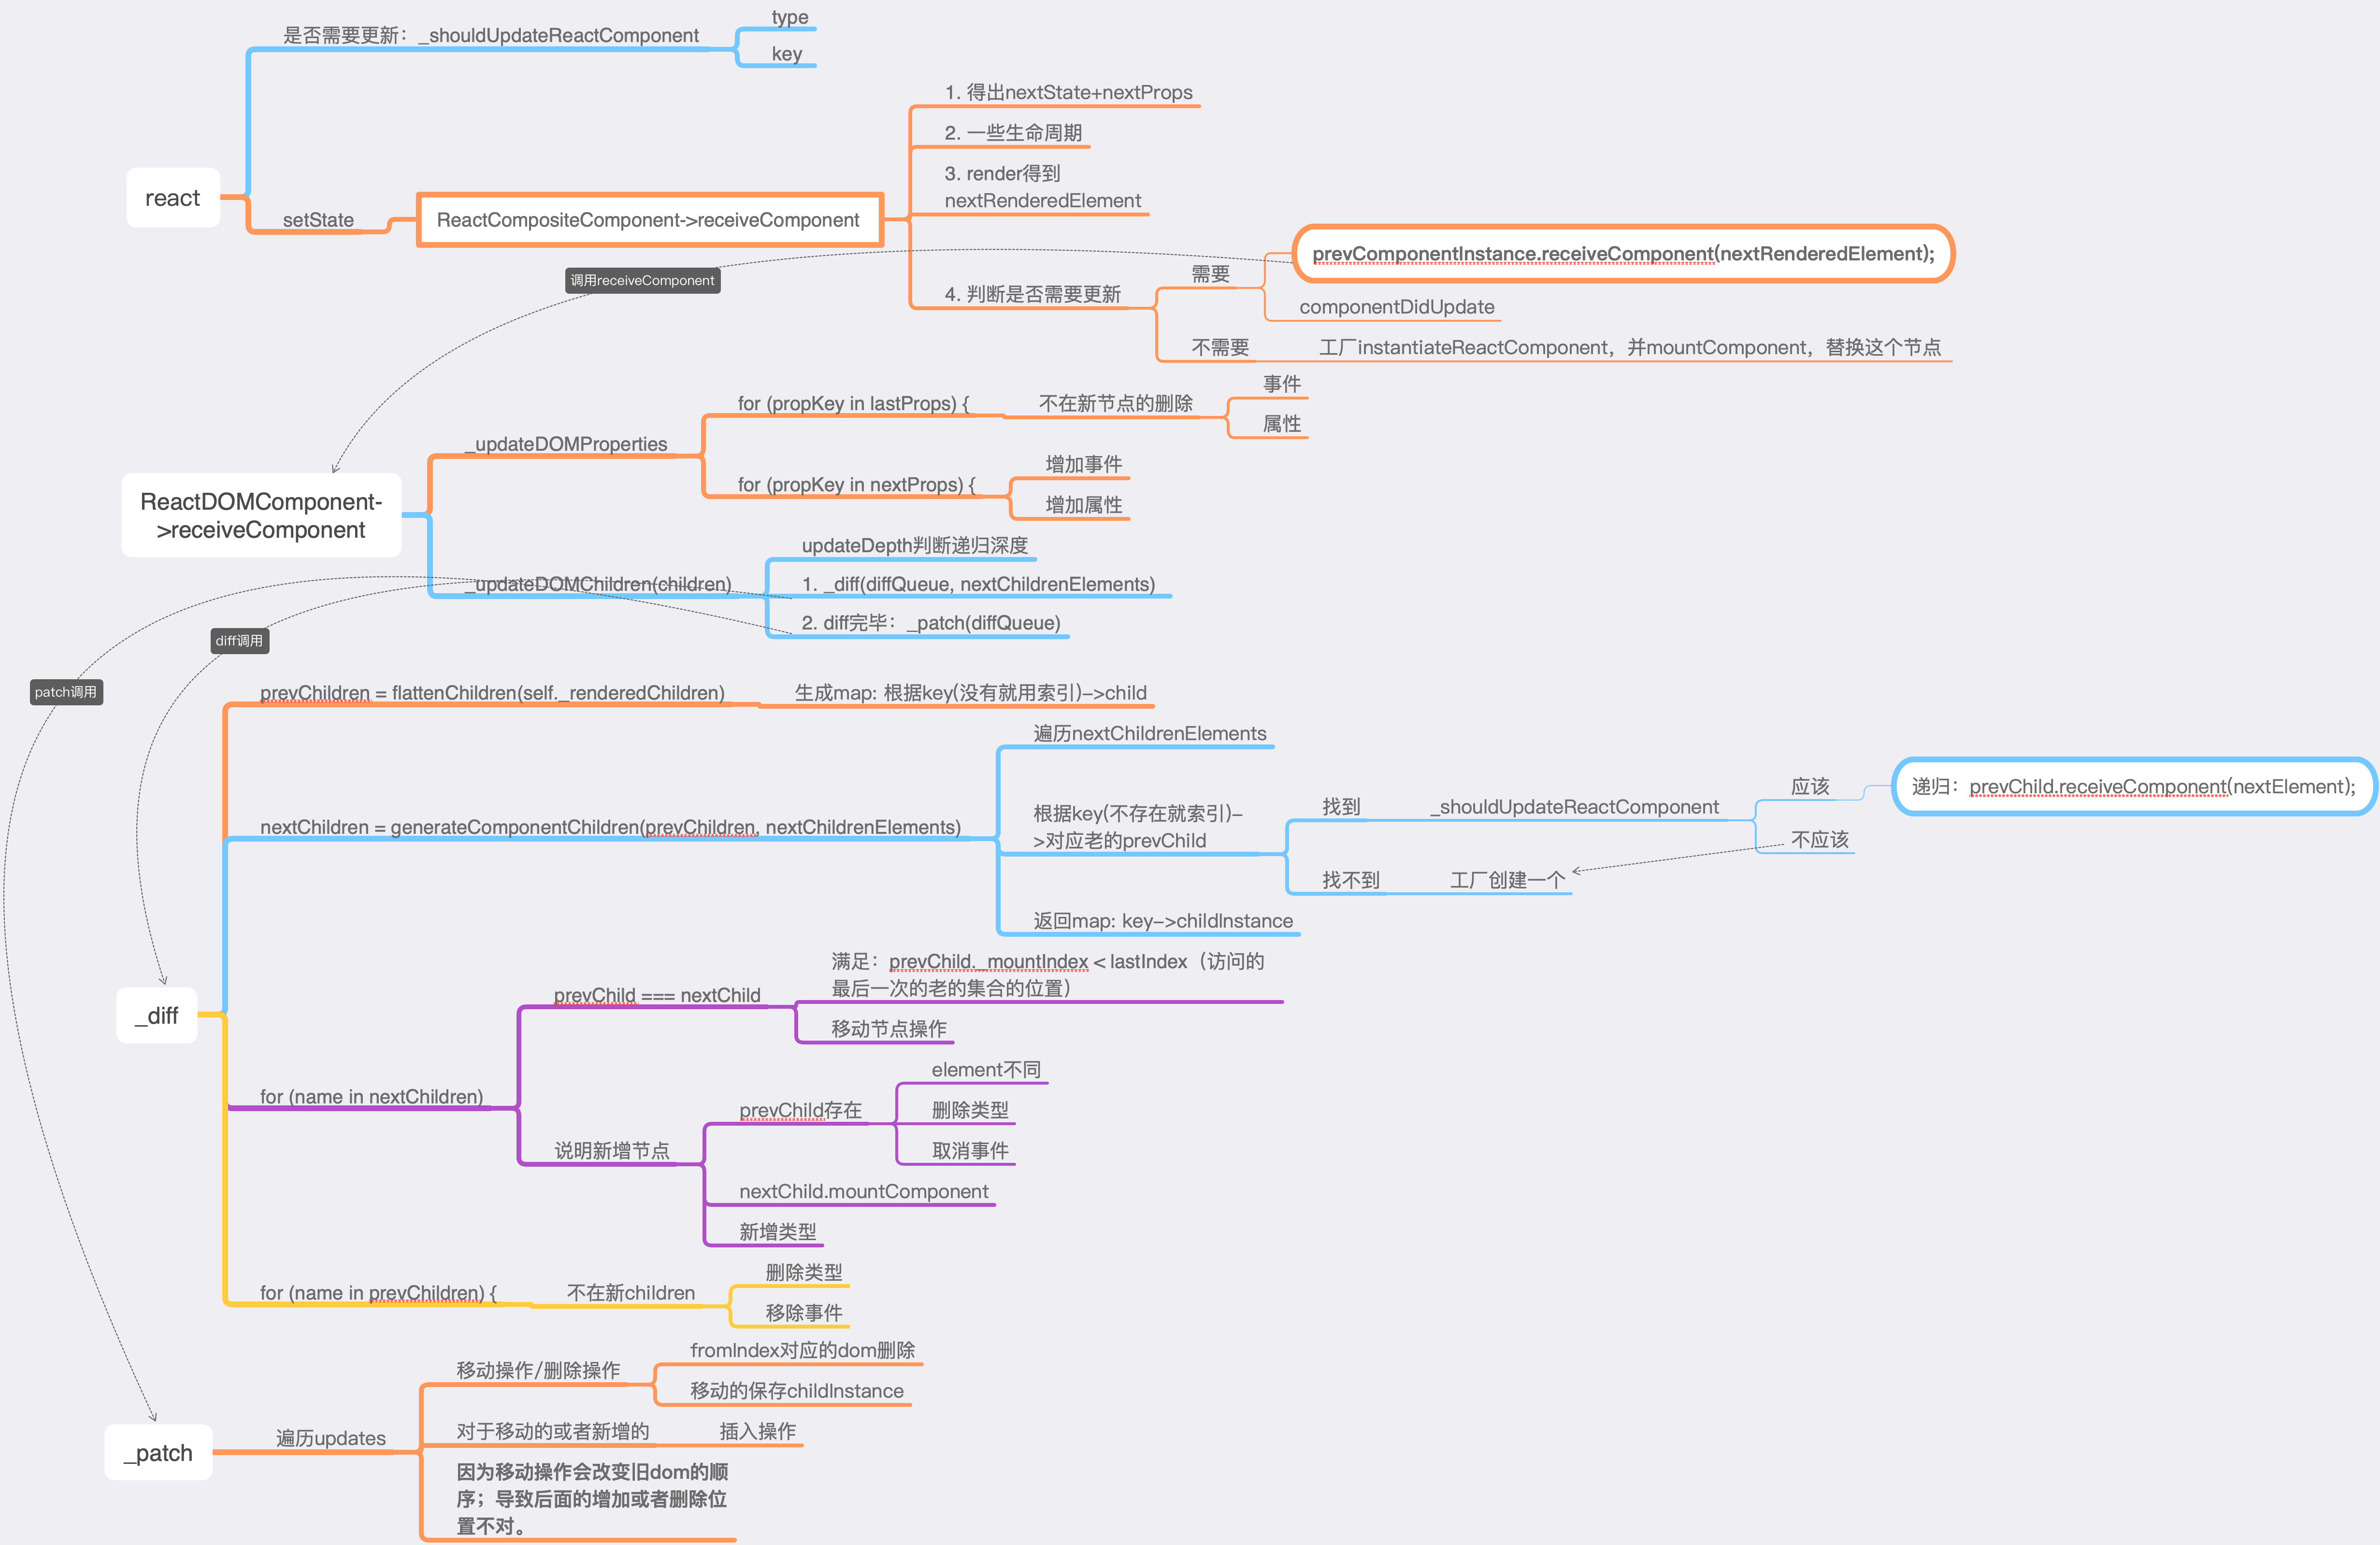 react
是否需要更新：_shouldUpdateReactComponent
type
key
setState
ReactCompositeComponent->receiveComponent
1. 得出nextState+nextProps
2. 一些生命周期
3. render得到
nextRenderedElement
4. 判断是否需要更新
需要
prevComponentInstance.receiveComponent(nextRenderedElement);
componentDidUpdate
不需要
工厂instantiateReactComponent，并mountComponent，替换这个节点
调用receiveComponent
ReactDOMComponent-
>receiveComponent
_updateDOMProperties
for (propKey in lastProps) {
不在新节点的删除
事件
属性
for (propKey in nextProps) {
增加事件
增加属性
_updateDOMChildren(children)
updateDepth判断递归深度
1. _diff(diffQueue, nextChildrenElements)
2. diff完毕：_patch(diffQueue)
diff调用
patch调用
_diff
prevChildren = flattenChildren(self._renderedChildren)
生成map: 根据key(没有就用索引)->child
nextChildren = generateComponentChildren(prevChildren, nextChildrenElements)
遍历nextChildrenElements
根据key(不存在就索引)-
>对应老的prevChild
找到
_shouldUpdateReactComponent
应该
递归：prevChild.receiveComponent(nextElement);
不应该
找不到
工厂创建一个
返回map: key->childInstance
for (name in nextChildren)
prevChild === nextChild
满足：prevChild._mountIndex < lastIndex（访问的
最后一次的老的集合的位置）
移动节点操作
说明新增节点
prevChild存在
element不同
删除类型
取消事件
nextChild.mountComponent
新增类型
for (name in prevChildren) {
不在新children
删除类型
移除事件
_patch
遍历updates
移动操作/删除操作
fromIndex对应的dom删除
移动的保存childInstance
对于移动的或者新增的
插入操作
因为移动操作会改变旧dom的顺
序；导致后面的增加或者删除位
置不对。